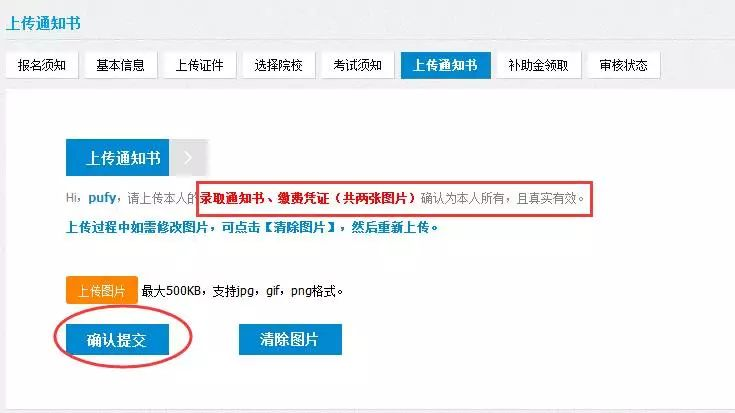 上传通知书
报名须知 基本信息 上传证件 选择院校 考试须知 上传通知书 补助金领取 审核状态
上传通知书
Hi，pufy，请上传本人的录取通知书、缴费凭证（共两张图片）确认为本人所有，且真实有效。
上传过程中如需修改图片，可点击【清除图片】，然后重新上传。
上传图片 最大500KB，支持jpg，gif，png格式。
确认提交 清除图片